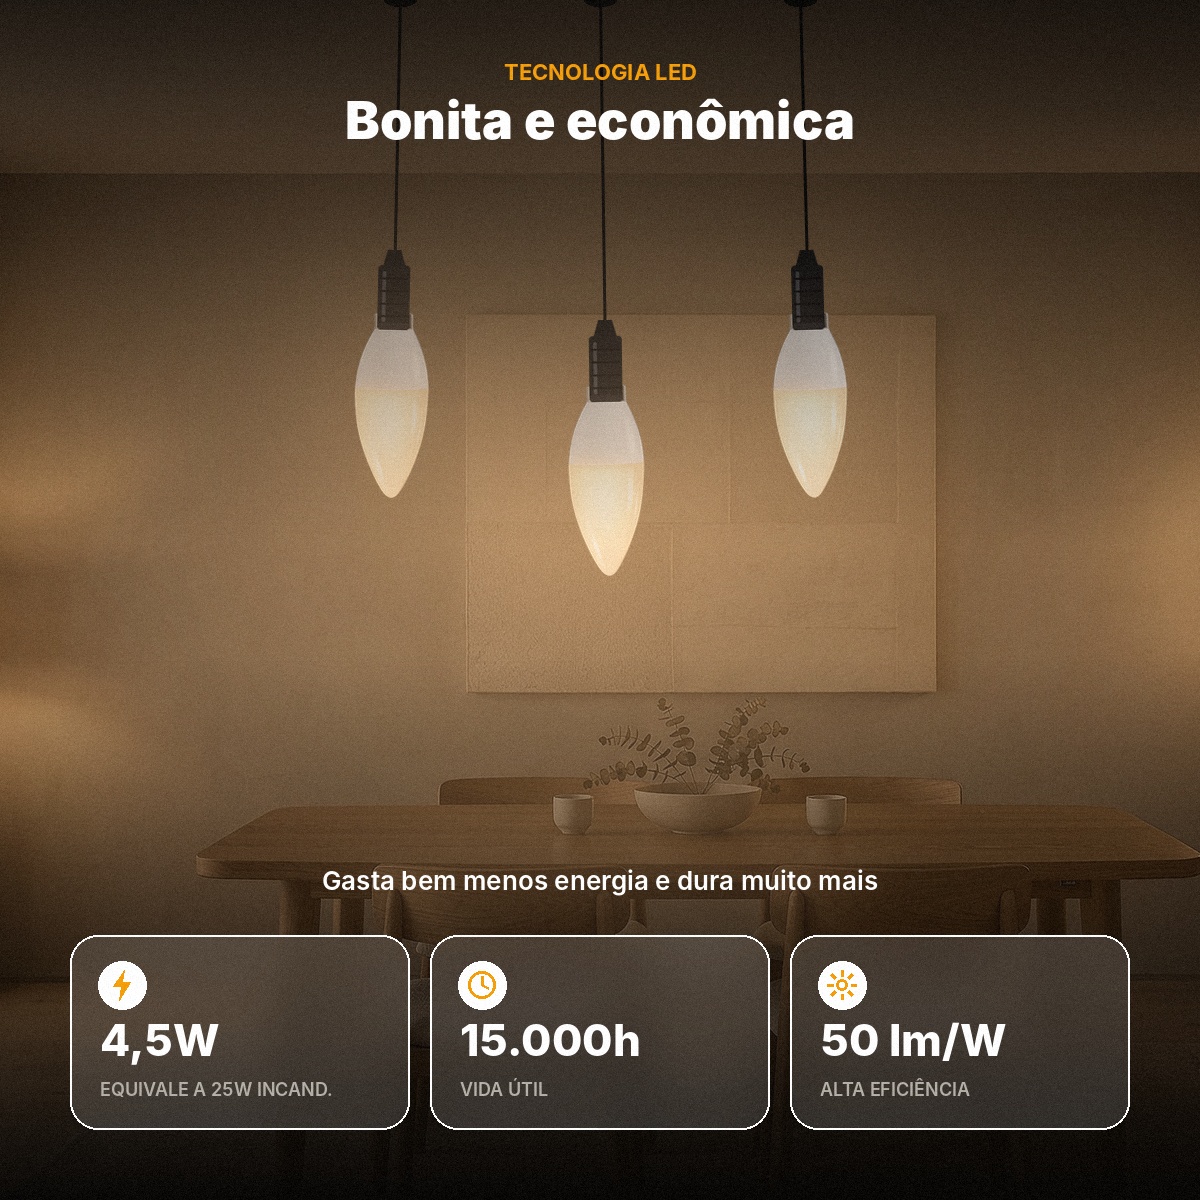 TECNOLOGIA LED
Bonita e econômica
Gasta bem menos energia e dura muito mais
4,5W
EQUIVALE A 25W INCAND.
15.000h
VIDA ÚTIL
50 lm/W
ALTA EFICIÊNCIA